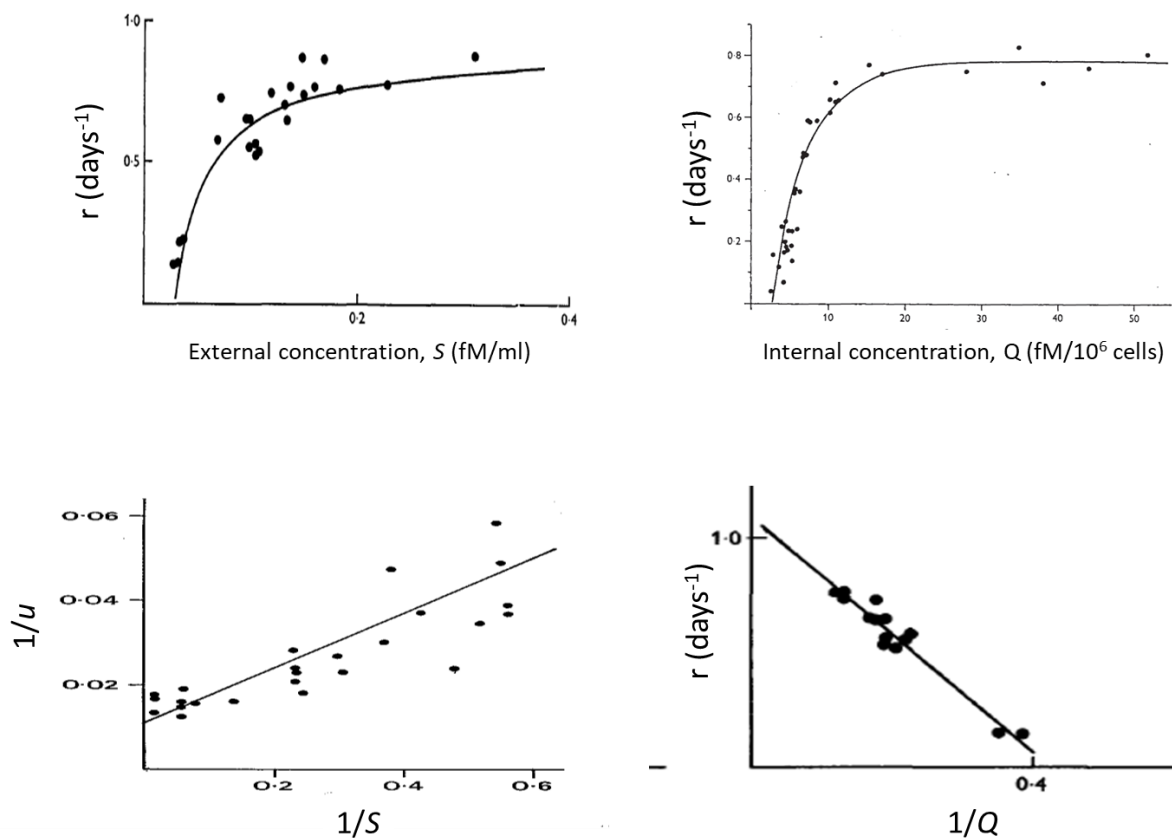 1·0
0·5
r (days-1)
0·2
0·4
External concentration, S (fM/ml)
0·8
0·6
0·4
0·2
r (days-1)
10
20
30
40
50
Internal concentration, Q (fM/10⁶ cells)
0·06
0·04
0·02
1/u
0·2
0·4
0·6
1/S
1·0
r (days-1)
0·4
1/Q